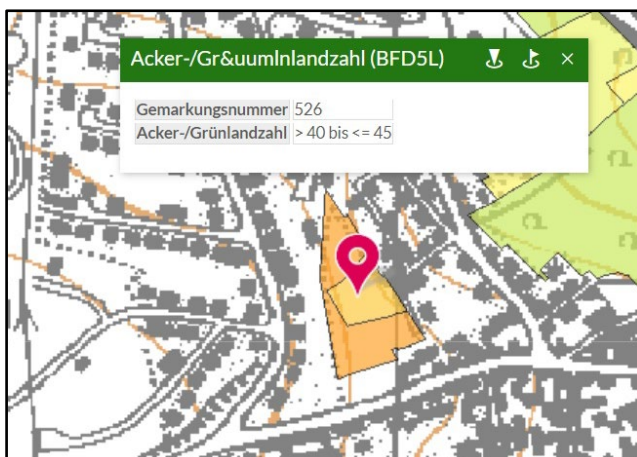 Acker-/Gr&uumlnlandzahl (BFD5L)
Gemarkungsnummer 526
Acker-/Grünlandzahl > 40 bis <= 45